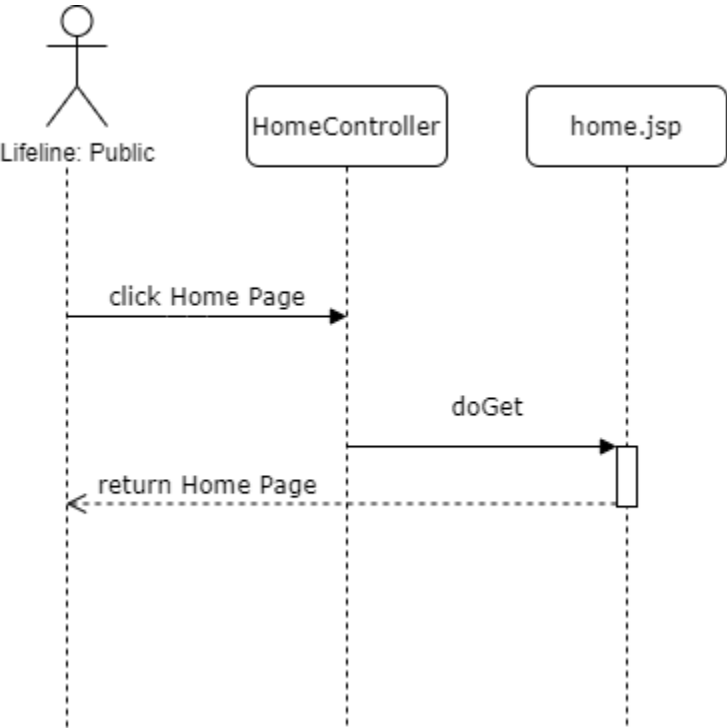 Lifeline: Public
HomeController
home.jsp
click Home Page
doGet
return Home Page